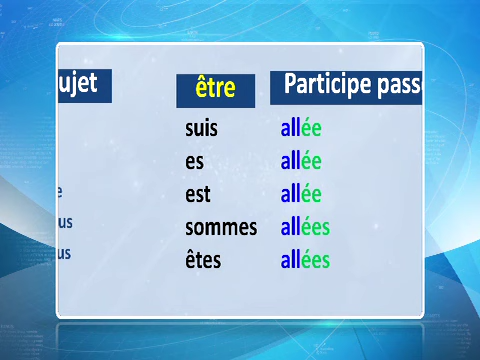 ujet être Participe pass
suis allée
es allée
e est allée
us sommes allées
us êtes allées